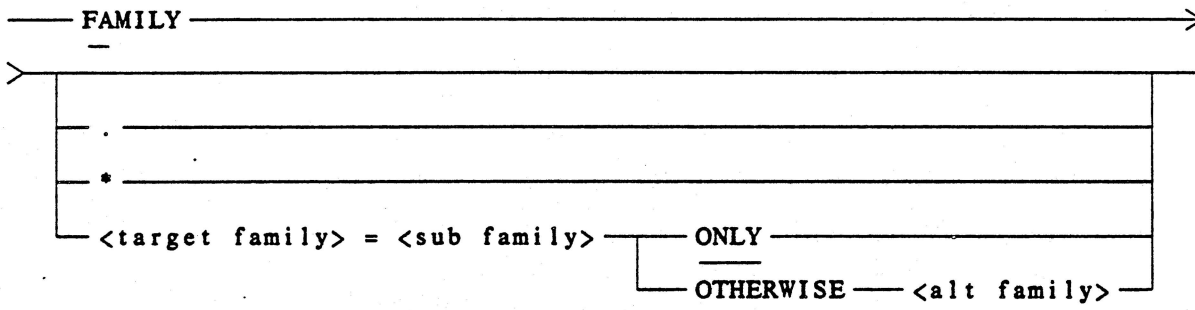 FAMILY
.
*
<target family> = <sub family> ONLY
OTHERWISE <alt family>